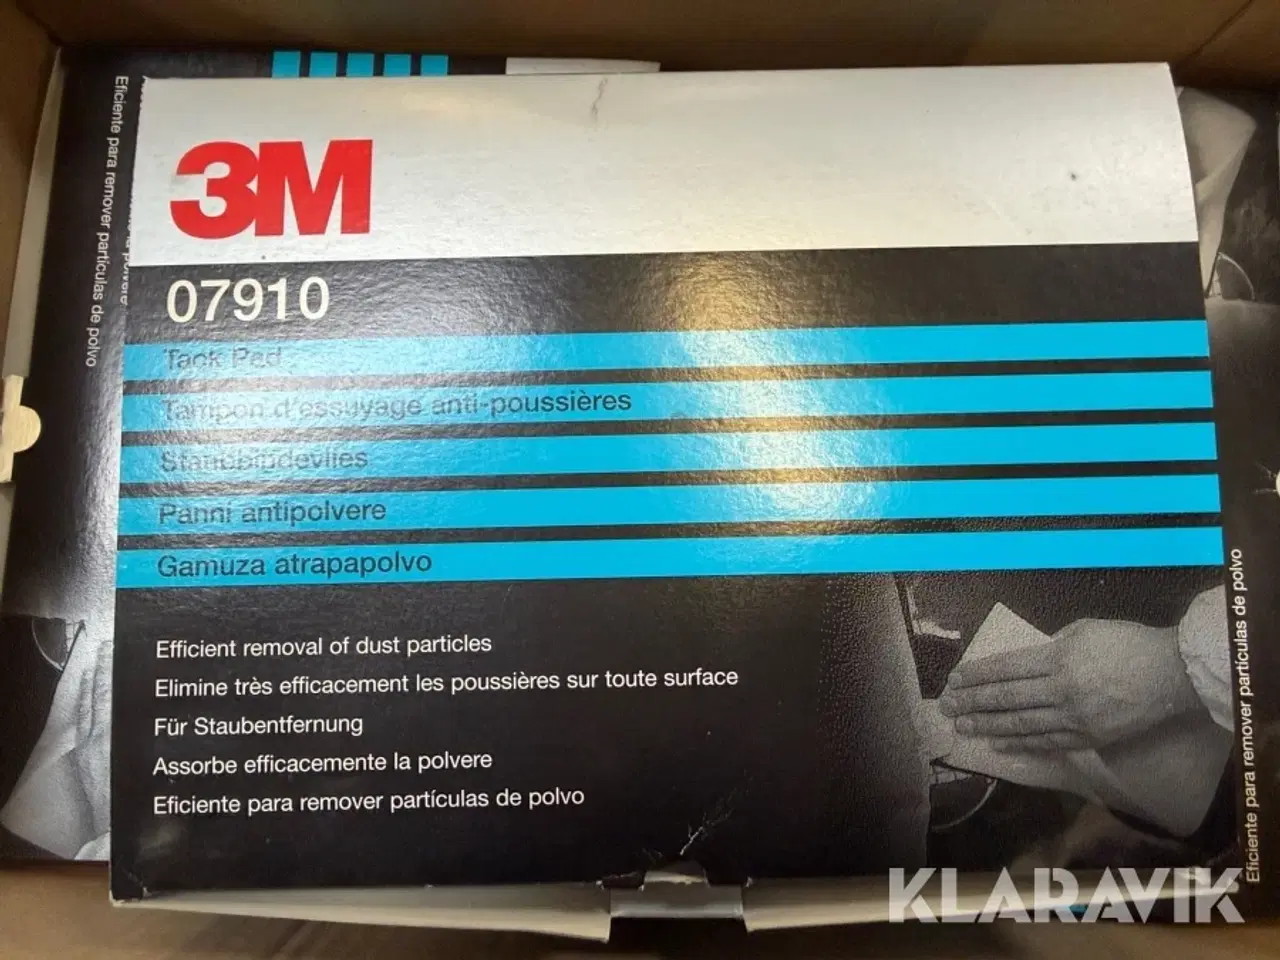 3M
07910
Tack Pad
Tampon d'essuyage anti-poussières
Staubbindevlies
Panni antipolvere
Gamuza atrapapolvo
Efficient removal of dust particles
Elimine très efficacement les poussières sur toute surface
Für Staubentfernung
Assorbe efficacemente la polvere
Eficiente para remover partículas de polvo
Eficiente para remover partículas de polvo
Eficiente para remover partículas de polvo
KLARAVIK